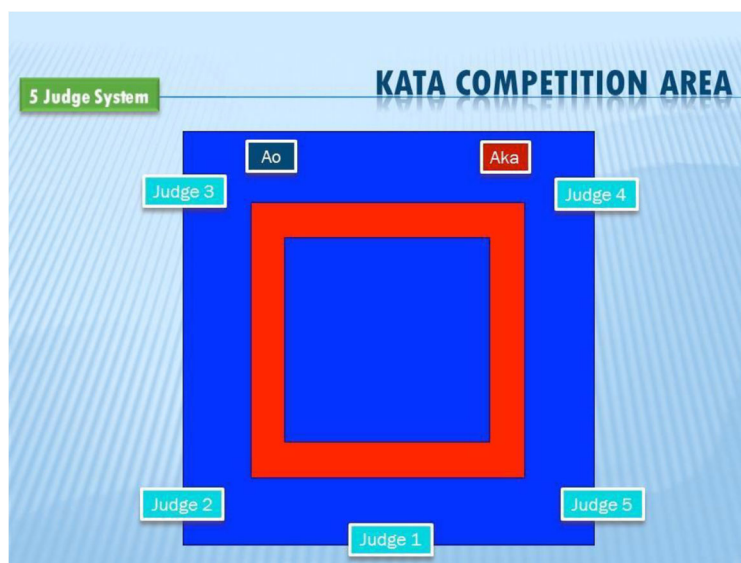 KATA COMPETITION AREA
5 Judge System
Ao
Aka
Judge 3
Judge 4
Judge 2
Judge 5
Judge 1